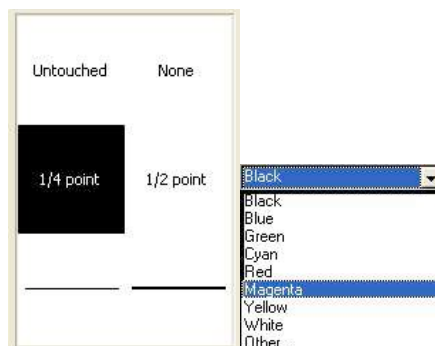 Untouched None
1/4 point 1/2 point
Black
Black
Blue
Green
Cyan
Red
Magenta
Yellow
White
Other